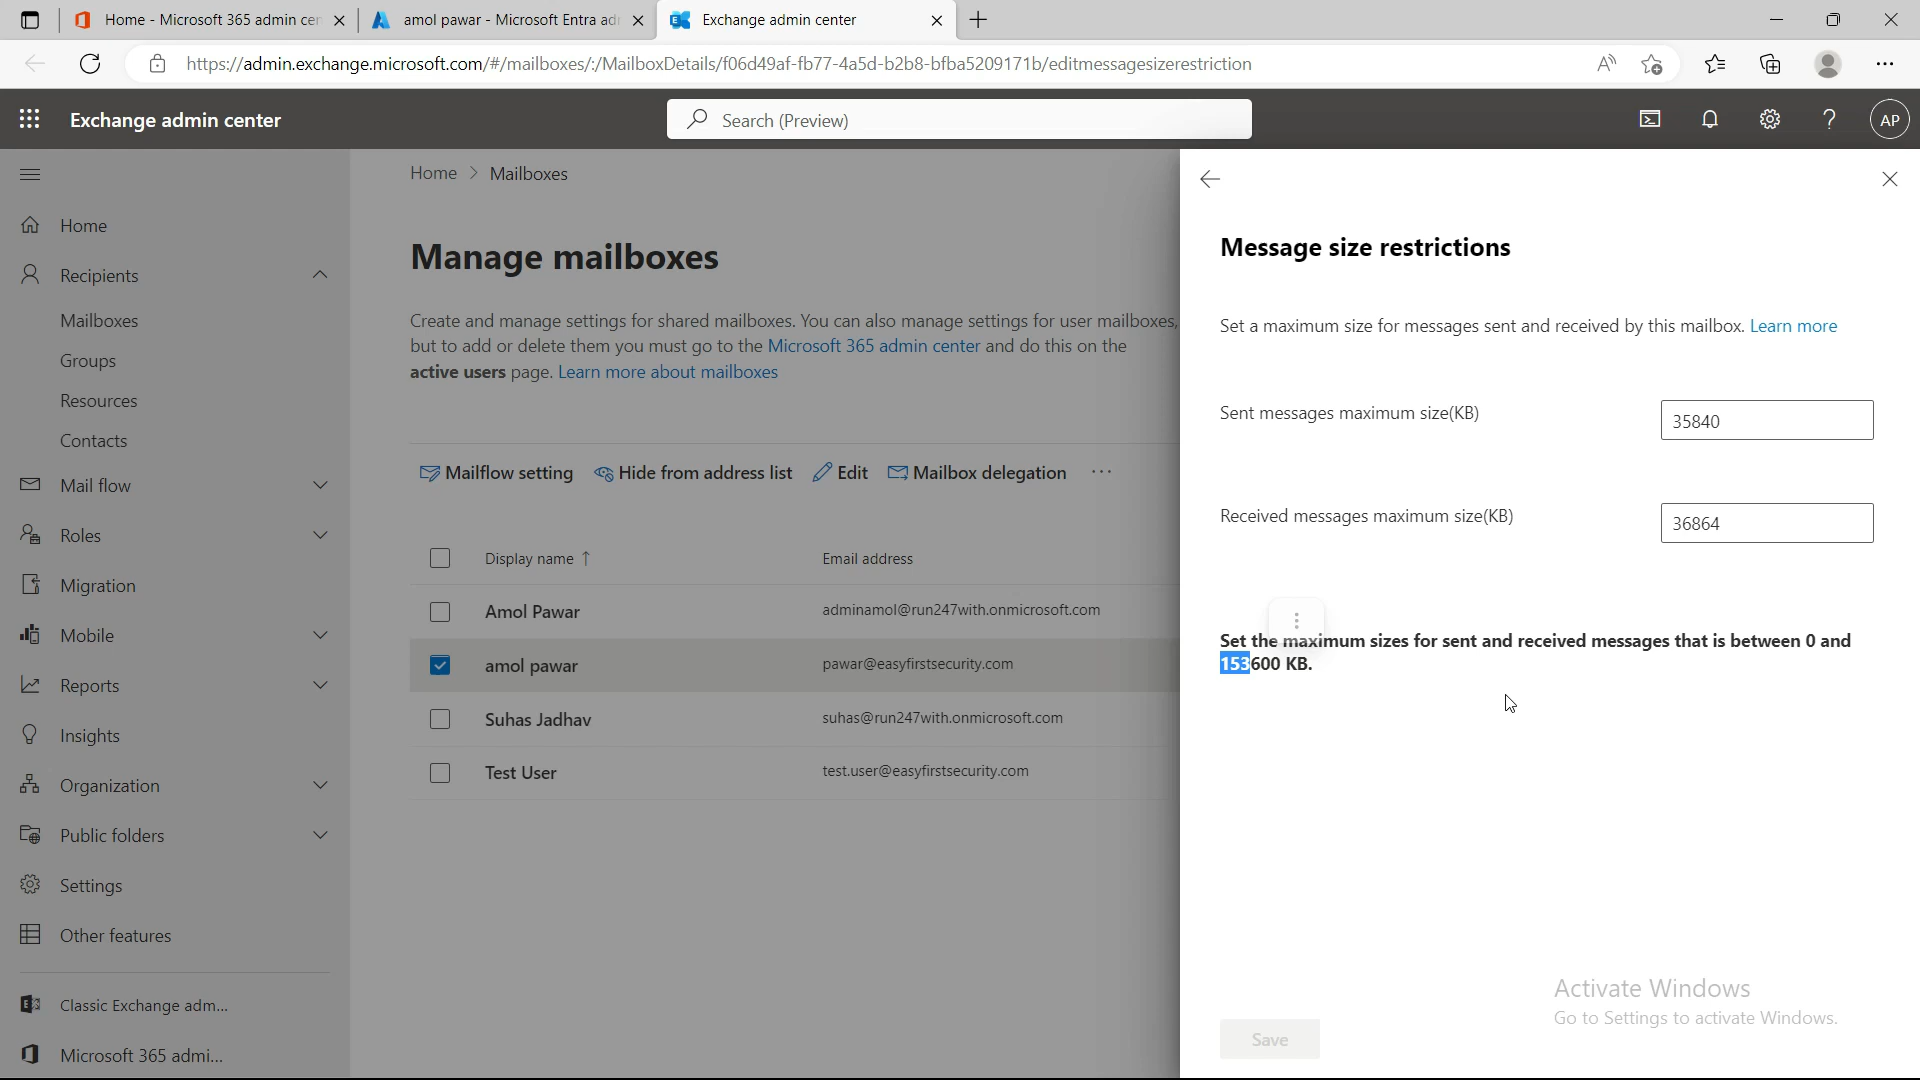 Home - Microsoft 365 admin cen
amol pawar - Microsoft Entra adm
Exchange admin center
https://admin.exchange.microsoft.com/#/mailboxes/:/MailboxDetails/f06d49af-fb77-4a5d-b2b8-bfba5209171b/editmessagesizerestriction
Exchange admin center
Search (Preview)
AP
Home
Recipients
Mailboxes
Groups
Resources
Contacts
Mail flow
Roles
Migration
Mobile
Reports
Insights
Organization
Public folders
Settings
Other features
Classic Exchange adm...
Microsoft 365 admi...
Home > Mailboxes
Manage mailboxes
Create and manage settings for shared mailboxes. You can also manage settings for user mailboxes,
but to add or delete them you must go to the Microsoft 365 admin center and do this on the
active users page. Learn more about mailboxes
Mailflow setting Hide from address list Edit Mailbox delegation ...
Display name ↑ Email address
Amol Pawar adminamol@run247with.onmicrosoft.com
amol pawar pawar@easyfirstsecurity.com
Suhas Jadhav suhas@run247with.onmicrosoft.com
Test User test.user@easyfirstsecurity.com
Message size restrictions
Set a maximum size for messages sent and received by this mailbox. Learn more
Sent messages maximum size(KB) 35840
Received messages maximum size(KB) 36864
Set the maximum sizes for sent and received messages that is between 0 and
153600 KB.
Activate Windows
Go to Settings to activate Windows.
Save